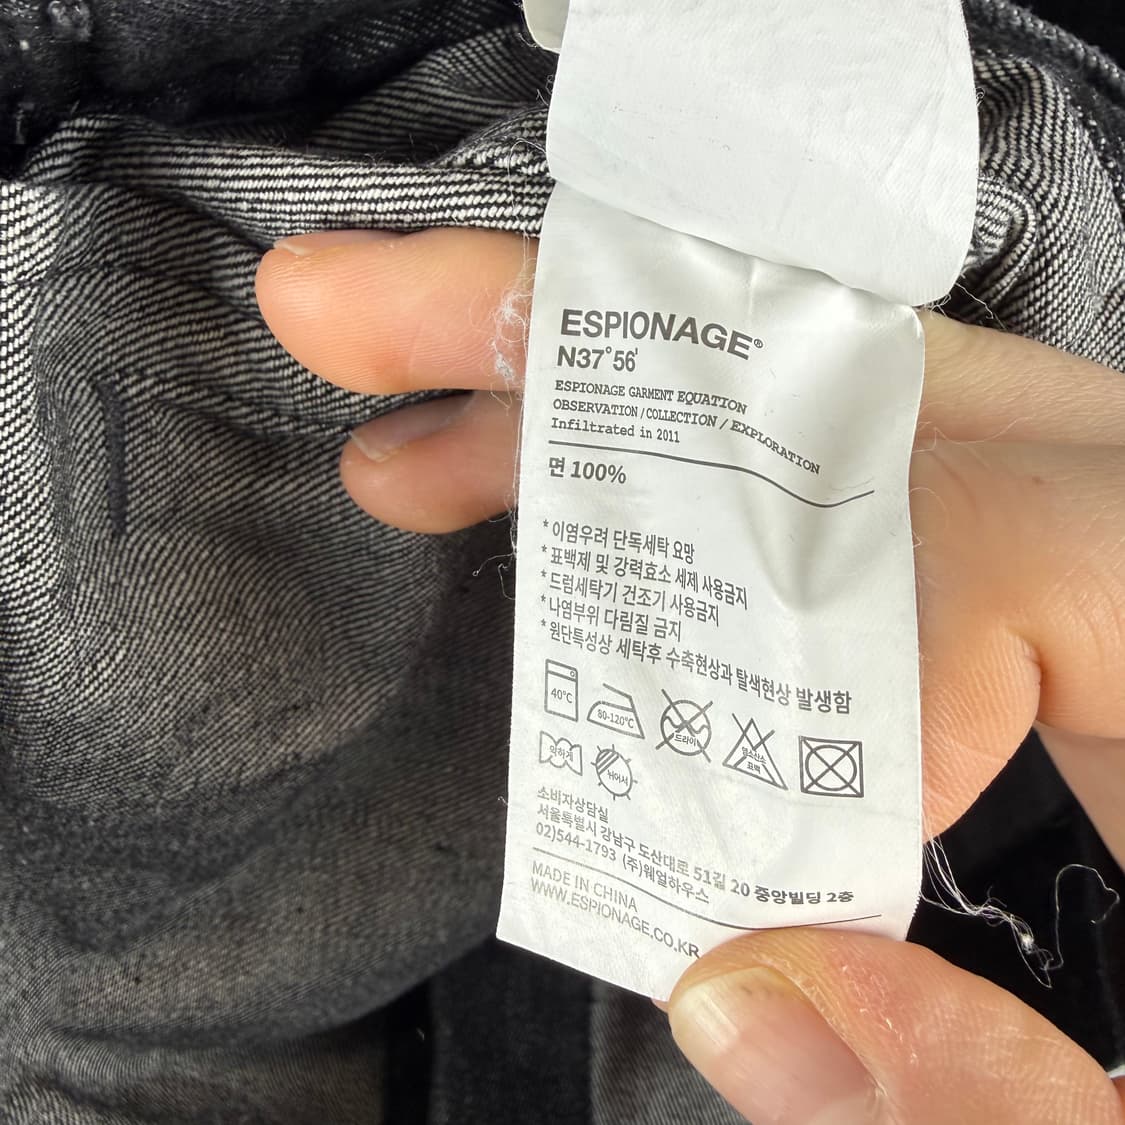 ESPIONAGE®
N37°56'
ESPIONAGE GARMENT EQUATION
OBSERVATION / COLLECTION / EXPLORATION
Infiltrated in 2011
면 100%
* 이염우려 단독세탁 요망
* 표백제 및 강력효소 세제 사용금지
* 드럼세탁기 건조기 사용금지
* 나염부위 다림질 금지
* 원단특성상 세탁후 수축현상과 탈색현상 발생함
40°C
80-120°C
드라이
염소산소
표백
약하게
뉘어서
소비자상담실
서울특별시 강남구 도산대로 51길 20 중앙빌딩 2층
02)544-1793 (주)웨얼하우스
MADE IN CHINA
WWW.ESPIONAGE.CO.KR